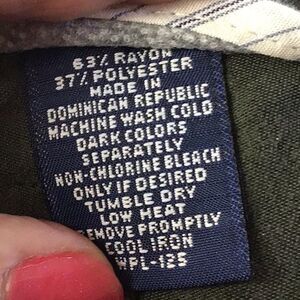 63% RAYON
37% POLYESTER
MADE IN
DOMINICAN REPUBLIC
MACHINE WASH COLD
DARK COLORS
SEPARATELY
NON-CHLORINE BLEACH
ONLY IF DESIRED
TUMBLE DRY
LOW HEAT
REMOVE PROMPTLY
COOL IRON
WPL-135